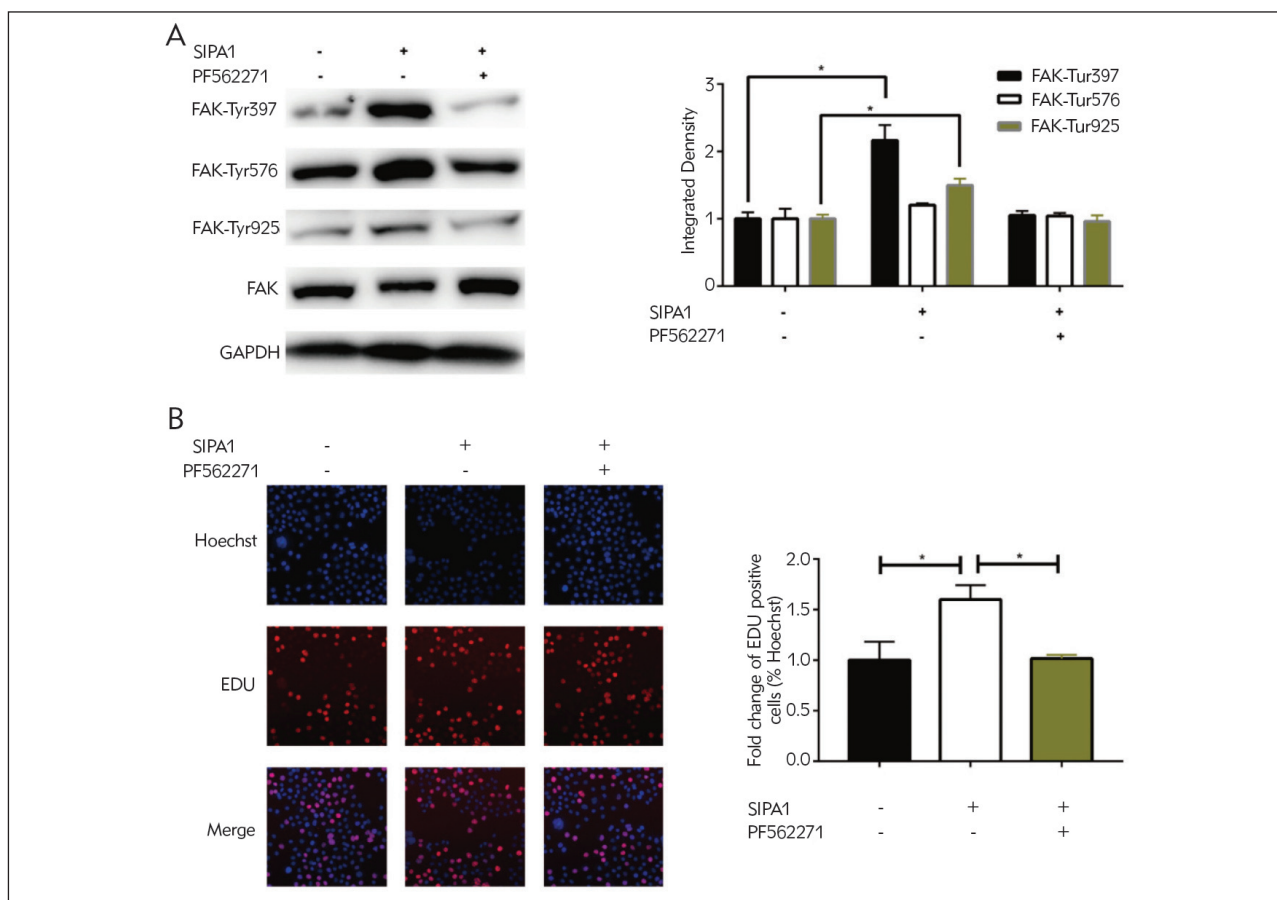 A
SIPA1 - + +
PF562271 - - +
FAK-Tyr397
FAK-Tyr576
FAK-Tyr925
FAK
GAPDH
Integrated Dennsity
3
2
1
0
* *
FAK-Tur397
FAK-Tur576
FAK-Tur925
SIPA1 - + +
PF562271 - - +
B
SIPA1 - + +
PF562271 - - +
Hoechst
EDU
Merge
Fold change of EDU positive
cells (% Hoechst)
2.0
1.5
1.0
0.5
0.0
* *
SIPA1 - + +
PF562271 - - +